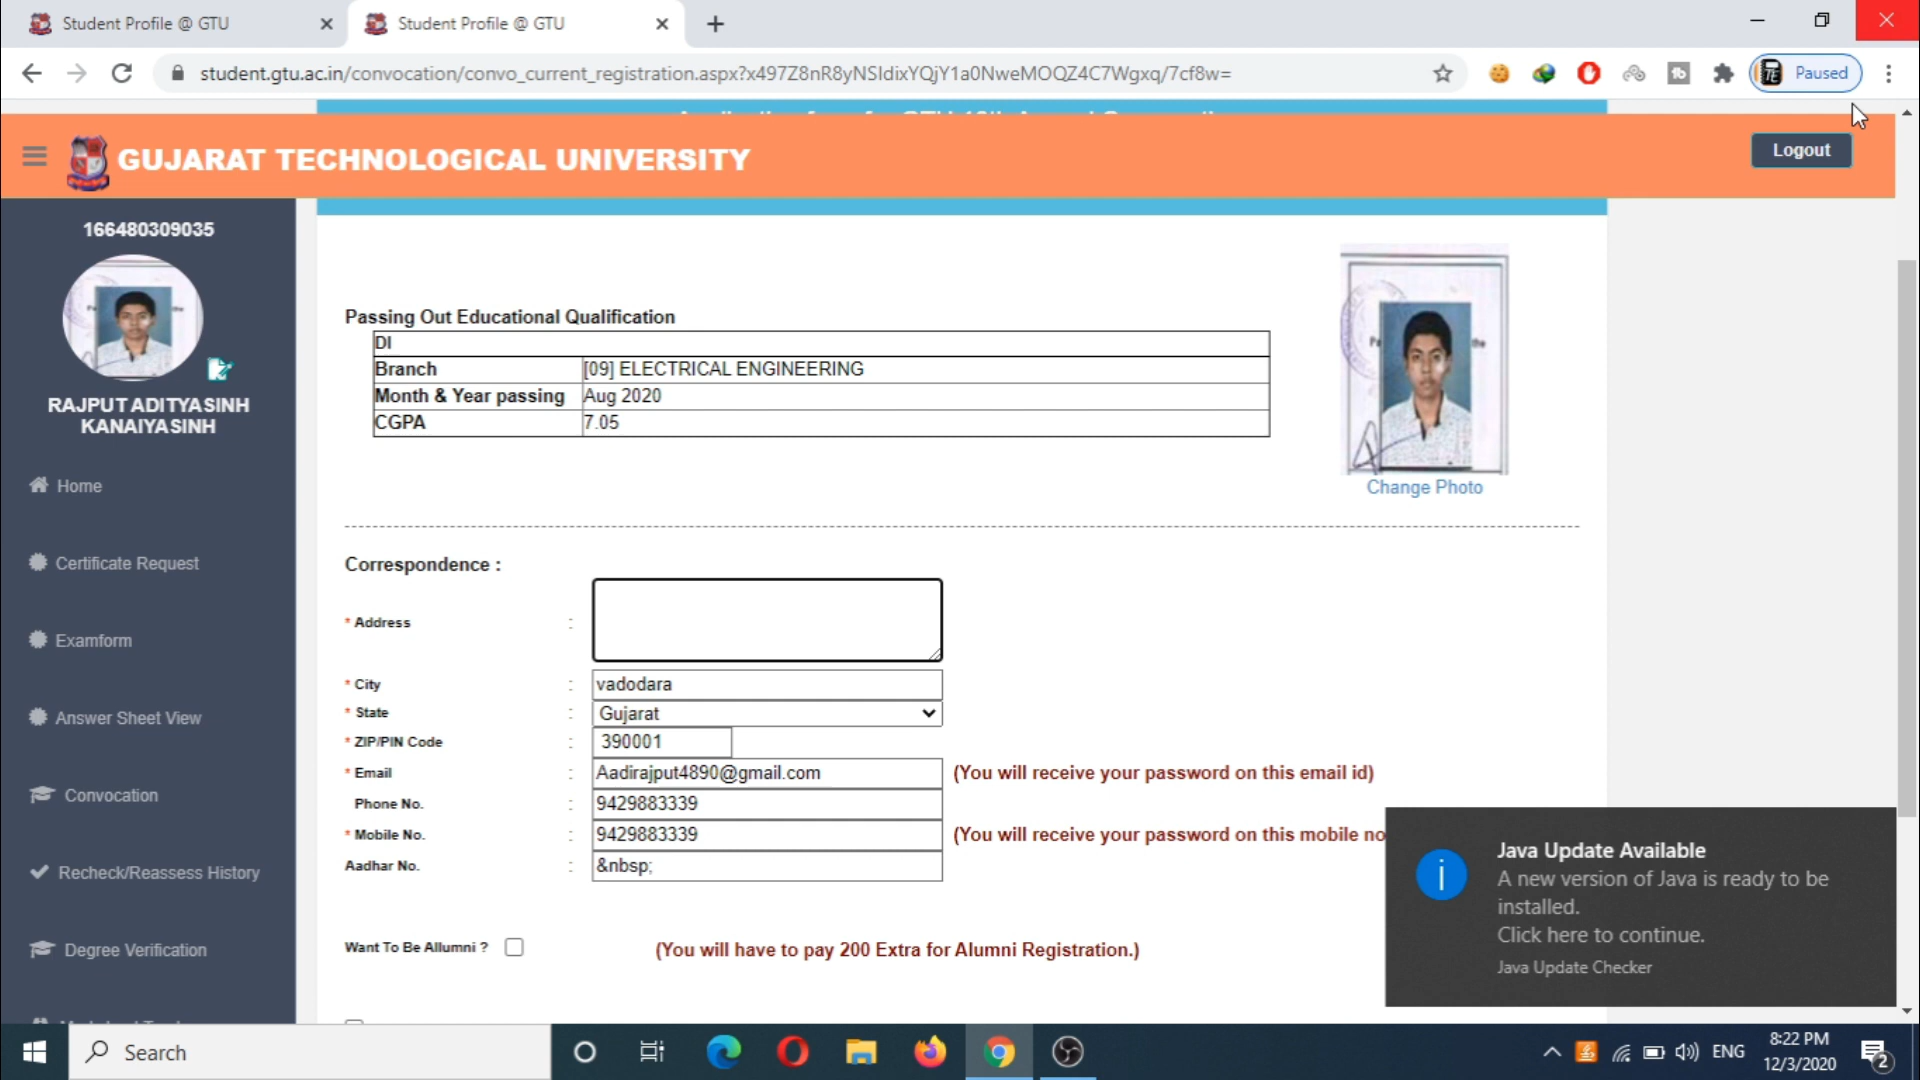 Student Profile @ GTU
Student Profile @ GTU
student.gtu.ac.in/convocation/convo_current_registration.aspx?x497Z8nR8yNSIdixYQjY1a0NweMOQZ4C7Wgxq/7cf8w=
Paused
GUJARAT TECHNOLOGICAL UNIVERSITY
Logout
166480309035
RAJPUT ADITYASINH
KANAIYASINH
Home
Certificate Request
Examform
Answer Sheet View
Convocation
Recheck/Reassess History
Degree Verification
Passing Out Educational Qualification
DI
Branch [09] ELECTRICAL ENGINEERING
Month & Year passing Aug 2020
CGPA 7.05
Change Photo
Correspondence :
* Address :
* City : vadodara
* State : Gujarat
* ZIP/PIN Code : 390001
* Email : Aadirajput4890@gmail.com (You will receive your password on this email id)
Phone No. : 9429883339
* Mobile No. : 9429883339 (You will receive your password on this mobile no
Aadhar No. : &nbsp;
Want To Be Allumni ? (You will have to pay 200 Extra for Alumni Registration.)
Java Update Available
A new version of Java is ready to be
installed.
Click here to continue.
Java Update Checker
Search
ENG
8:22 PM
12/3/2020
2